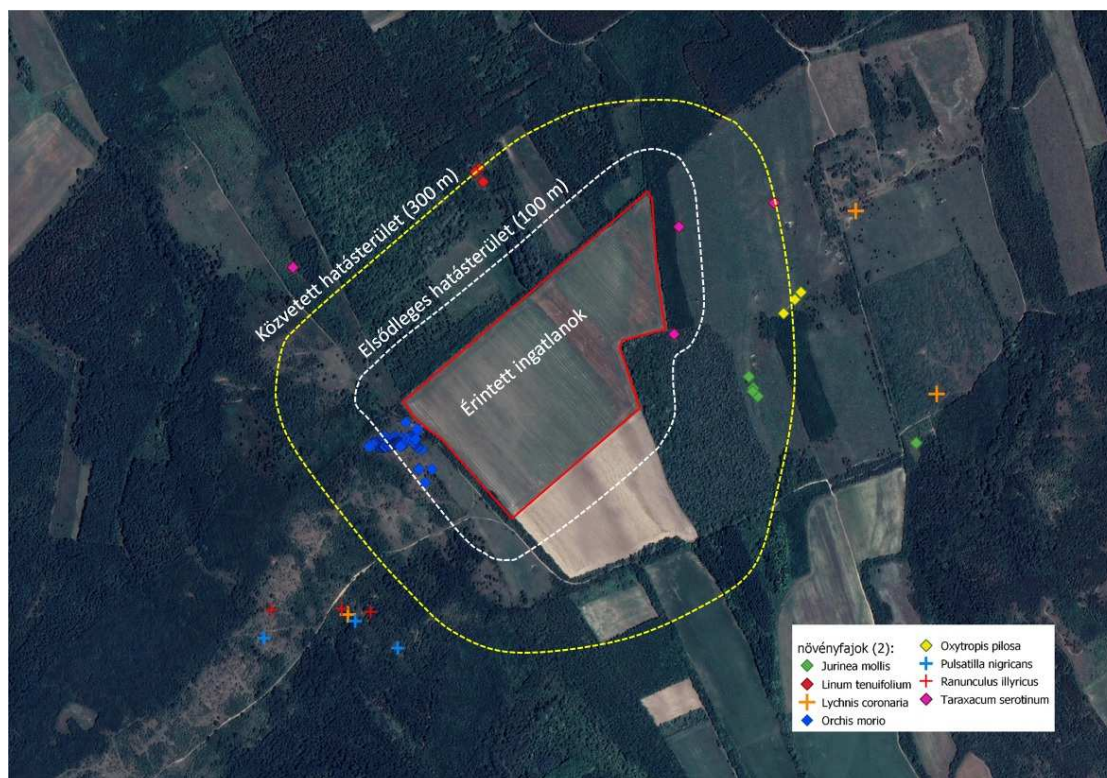 Közvetett hatásterület (300 m)
Elsődleges hatásterület (100 m)
Érintett ingatlanok
növényfajok (2):
Jurinea mollis
Linum tenuifolium
Lychnis coronaria
Orchis morio
Oxytropis pilosa
Pulsatilla nigricans
Ranunculus illyricus
Taraxacum serotinum